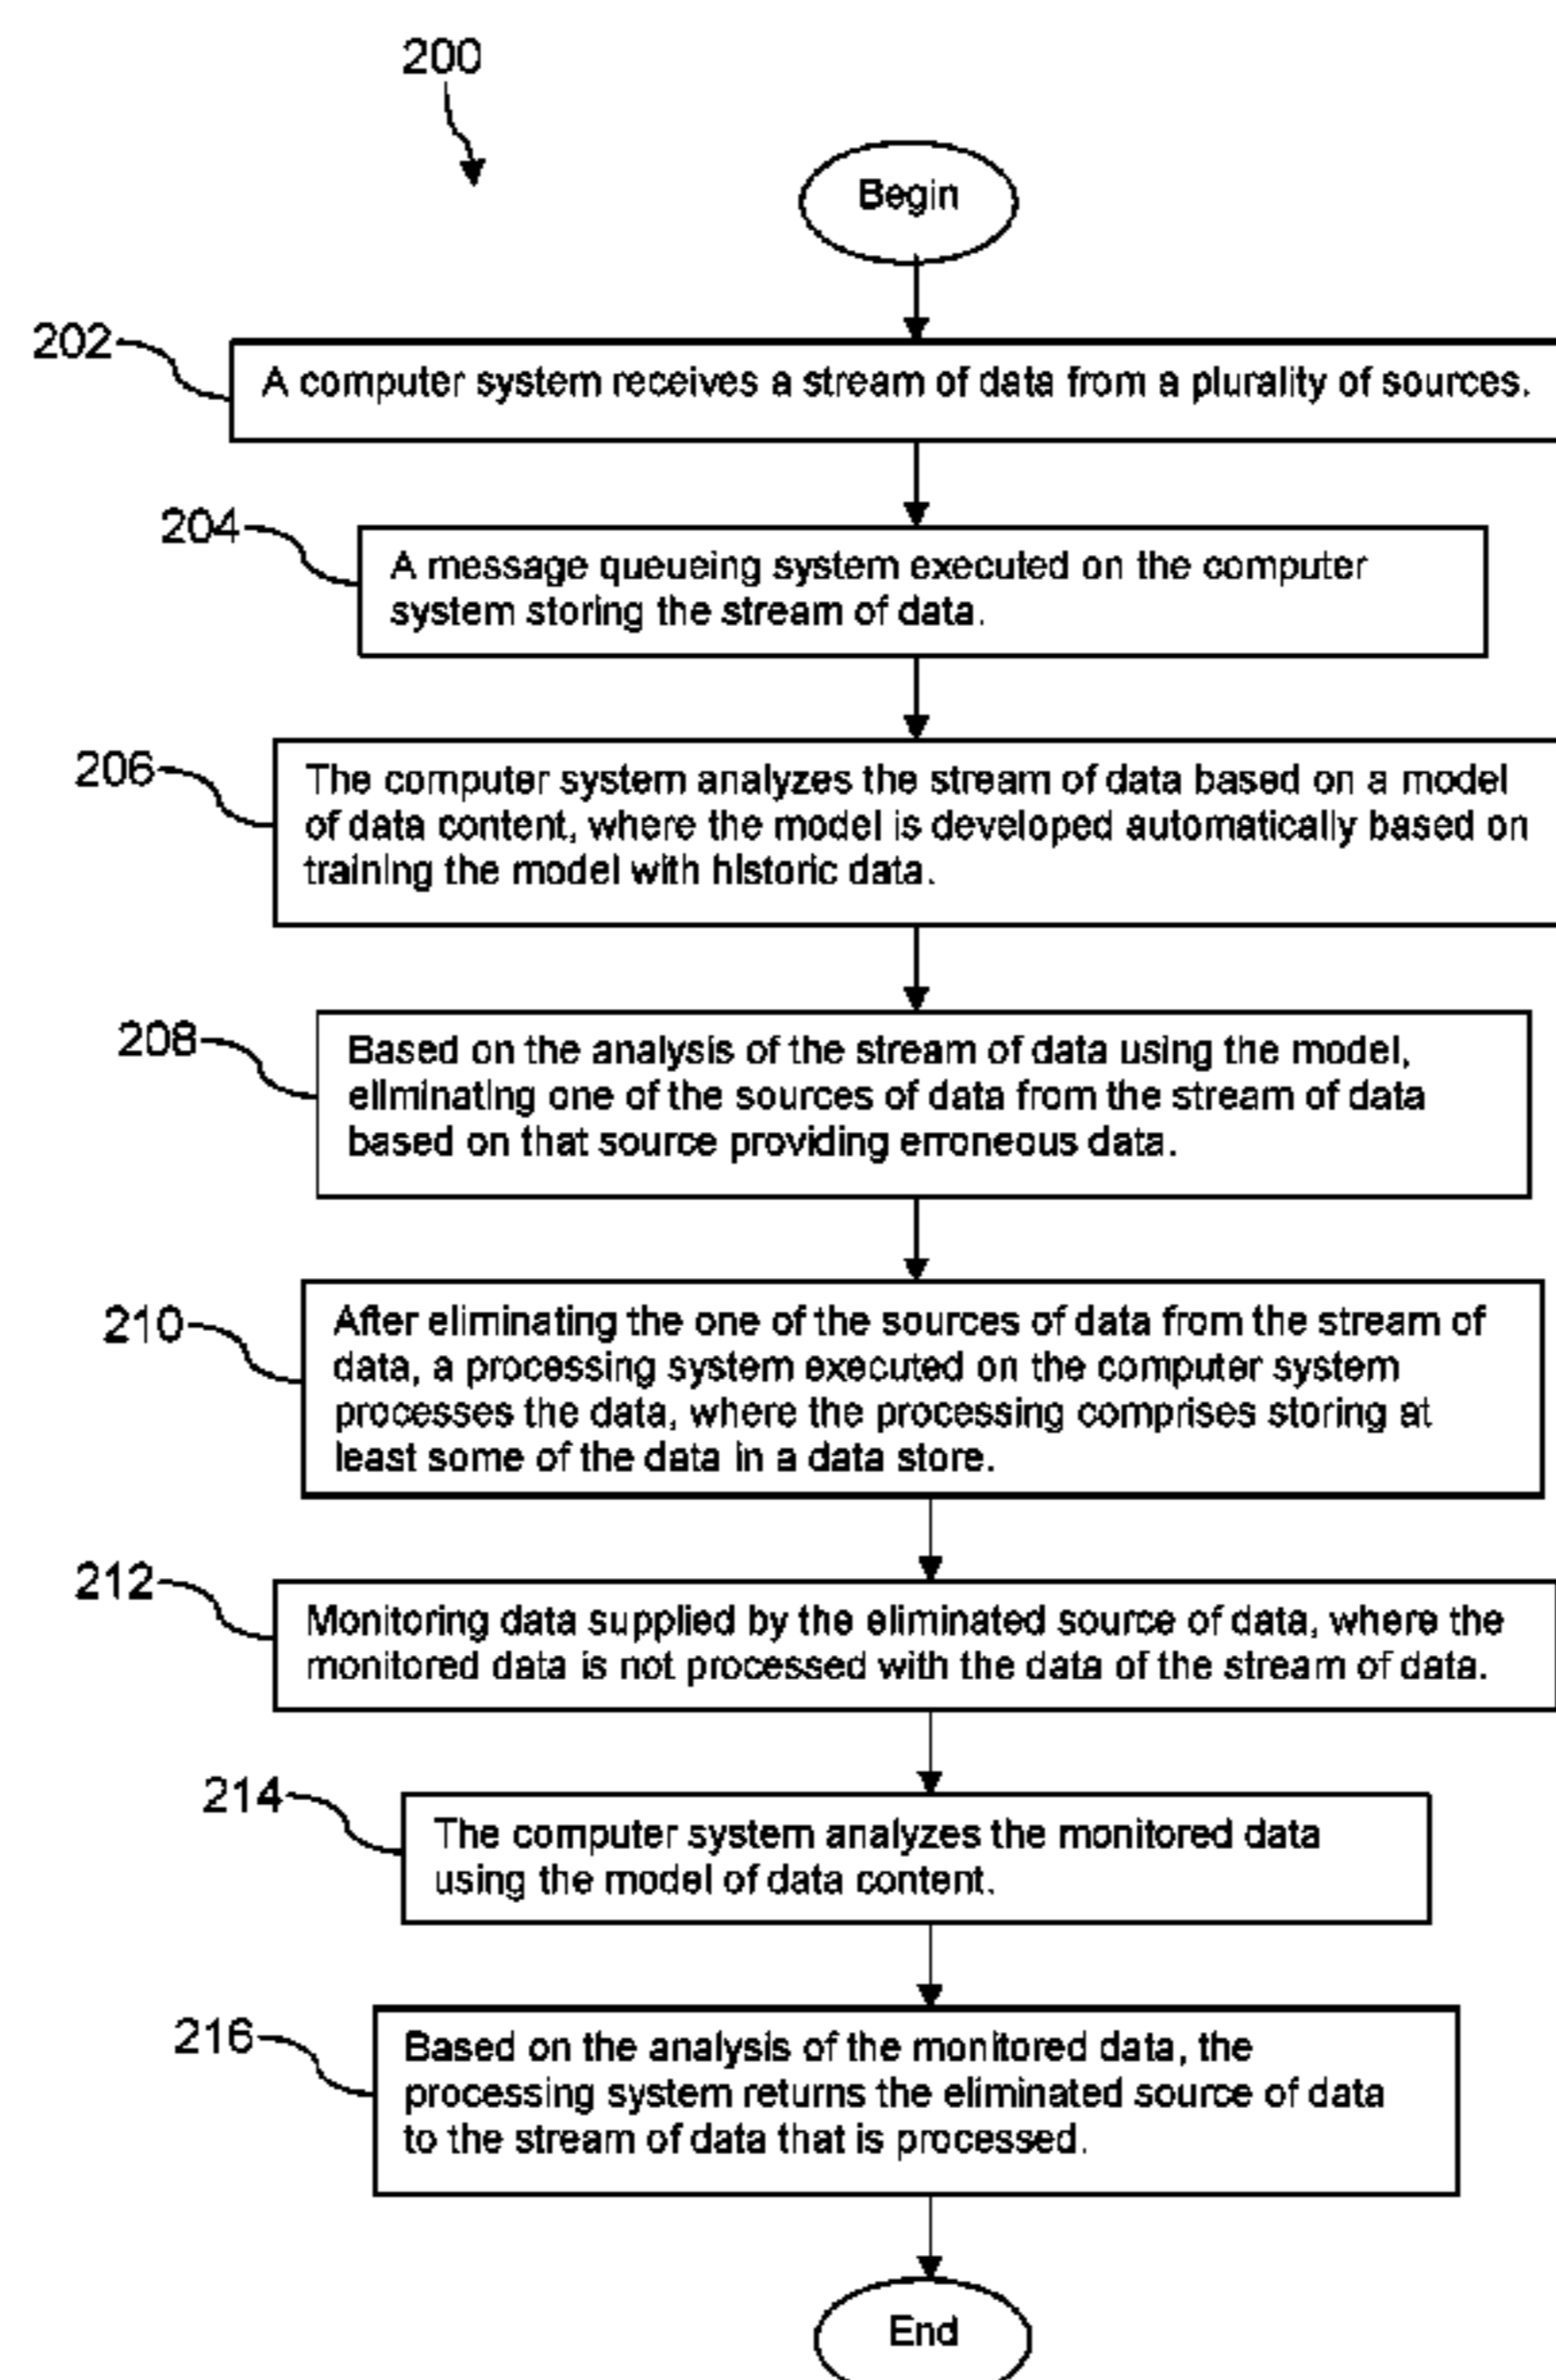 200
Begin
202
A computer system receives a stream of data from a plurality of sources.
204
A message queueing system executed on the computer
system storing the stream of data.
206
The computer system analyzes the stream of data based on a model
of data content, where the model is developed automatically based on
training the model with historic data.
208
Based on the analysis of the stream of data using the model,
eliminating one of the sources of data from the stream of data
based on that source providing erroneous data.
210
After eliminating the one of the sources of data from the stream of
data, a processing system executed on the computer system
processes the data, where the processing comprises storing at
least some of the data in a data store.
212
Monitoring data supplied by the eliminated source of data, where the
monitored data is not processed with the data of the stream of data.
214
The computer system analyzes the monitored data
using the model of data content.
216
Based on the analysis of the monitored data, the
processing system returns the eliminated source of data
to the stream of data that is processed.
End